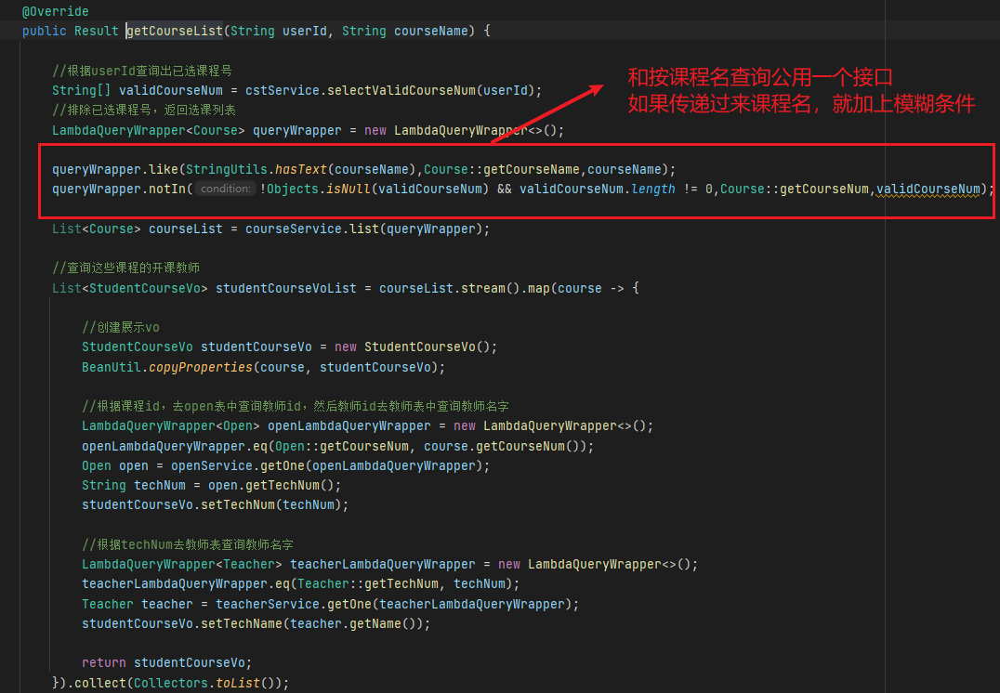 @Override
public Result getCourseList(String userId, String courseName) {
//根据userId查询出已选课程号
String[] validCourseNum = cstService.selectValidCourseNum(userId);
//排除已选课程号，返回选课列表
LambdaQueryWrapper<Course> queryWrapper = new LambdaQueryWrapper<>();
和按课程名查询公用一个接口
如果传递过来课程名，就加上模糊条件
queryWrapper.like(StringUtils.hasText(courseName),Course::getCourseName,courseName);
queryWrapper.notIn( condition: !Objects.isNull(validCourseNum) && validCourseNum.length != 0,Course::getCourseNum,validCourseNum);
List<Course> courseList = courseService.list(queryWrapper);
//查询这些课程的开课教师
List<StudentCourseVo> studentCourseVoList = courseList.stream().map(course -> {
//创建展示vo
StudentCourseVo studentCourseVo = new StudentCourseVo();
BeanUtil.copyProperties(course, studentCourseVo);
//根据课程id，去open表中查询教师id，然后教师id去教师表中查询教师名字
LambdaQueryWrapper<Open> openLambdaQueryWrapper = new LambdaQueryWrapper<>();
openLambdaQueryWrapper.eq(Open::getCourseNum, course.getCourseNum());
Open open = openService.getOne(openLambdaQueryWrapper);
String techNum = open.getTechNum();
studentCourseVo.setTechNum(techNum);
//根据techNum去教师表查询教师名字
LambdaQueryWrapper<Teacher> teacherLambdaQueryWrapper = new LambdaQueryWrapper<>();
teacherLambdaQueryWrapper.eq(Teacher::getTechNum, techNum);
Teacher teacher = teacherService.getOne(teacherLambdaQueryWrapper);
studentCourseVo.setTechName(teacher.getName());
return studentCourseVo;
}).collect(Collectors.toList());